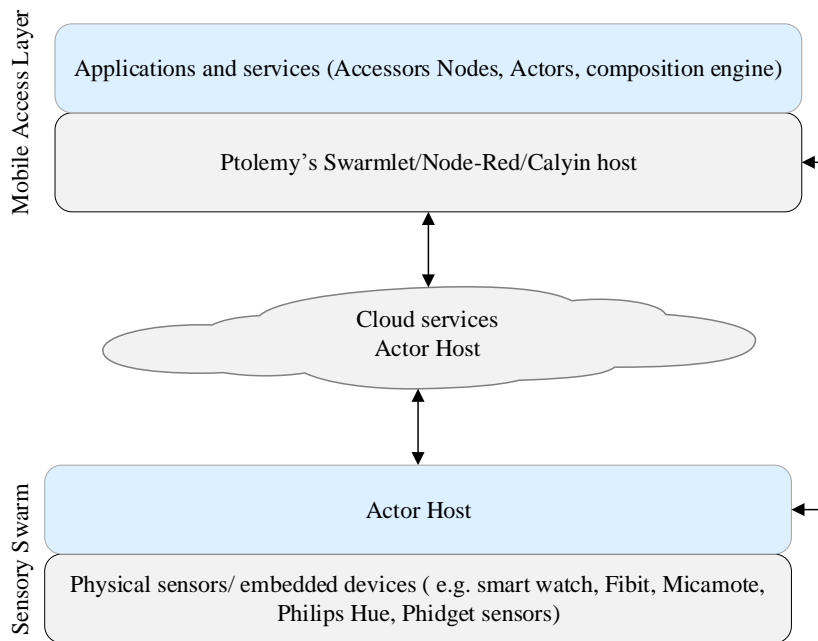 Mobile Access Layer
Applications and services (Accessors Nodes, Actors, composition engine)
Ptolemy’s Swarmlet/Node-Red/Calyin host
Cloud services
Actor Host
Sensory Swarm
Actor Host
Physical sensors/ embedded devices ( e.g. smart watch, Fibit, Micamote,
Philips Hue, Phidget sensors)